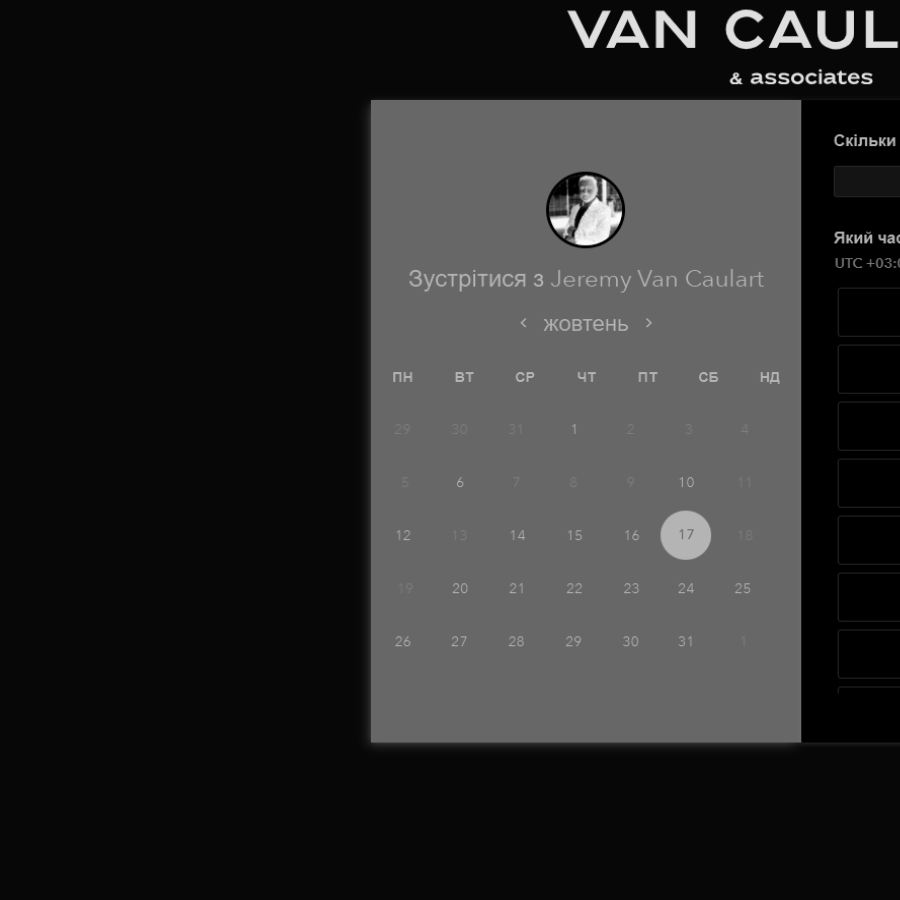 VAN CAUL
& associates
Зустрітися з Jeremy Van Caulart
жовтень
ПН ВТ СР ЧТ ПТ СБ НД
29 30 31 1 2 3 4
5 6 7 8 9 10 11
12 13 14 15 16 17 18
19 20 21 22 23 24 25
26 27 28 29 30 31 1
Скільки
Який час
UTC +03:0